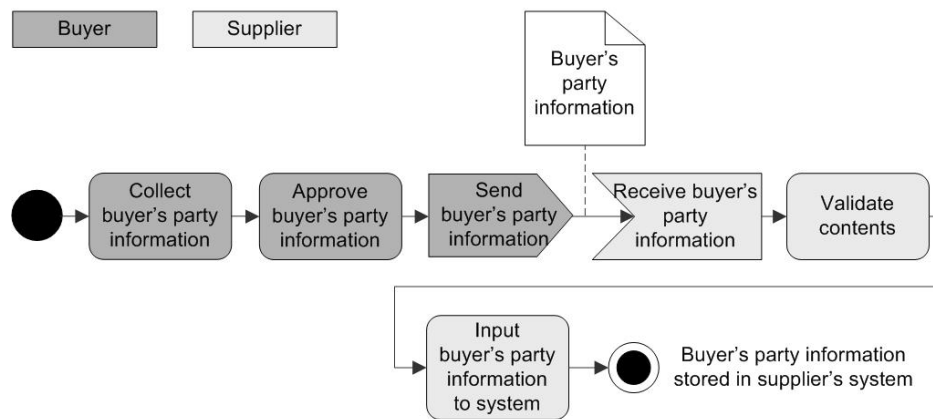 Buyer
Supplier
Buyer's
party
information
Collect
buyer's party
information
Approve
buyer's party
information
Send
buyer's party
information
Receive buyer's
party
information
Validate
contents
Input
buyer's party
information
to system
Buyer's party information
stored in supplier's system